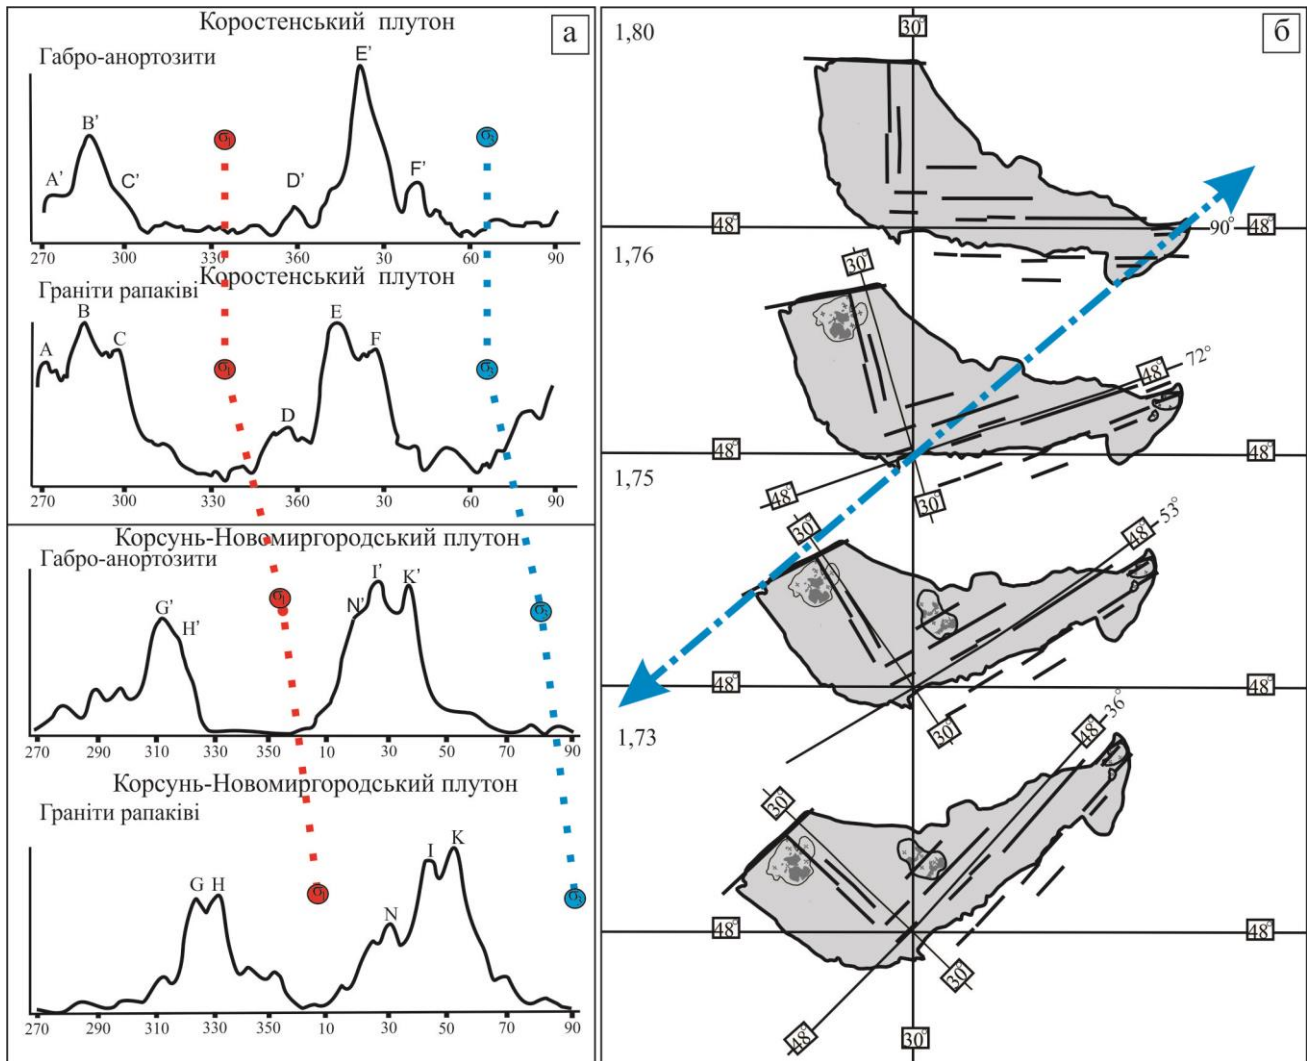 Коростенський плутон
а
Габро-анортозити
A' B' C' σ₁ D' E' F' σ₃
270 300 330 360 30 60 90
Коростенський плутон
Граніти рапаківі
A B C σ₁ D E F σ₃
270 300 330 360 30 60 90
Корсунь-Новомиргородський плутон
Габро-анортозити
G' H' σ₁ N' I' K' σ₃
270 290 310 330 350 10 30 50 70 90
Корсунь-Новомиргородський плутон
Граніти рапаківі
G H σ₁ N I K σ₃
270 290 310 330 350 10 30 50 70 90
б
1,80
30°
48° 90° 48°
1,76
30°
48° 72°
48° 48°
48° 30°
1,75
30° 48° 53°
48° 48°
30°
1,73
48° 36°
30°
48° 48°
30°
48° 30°